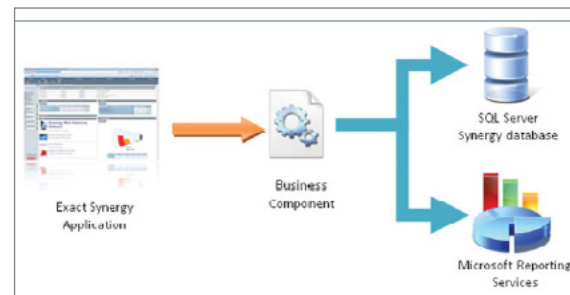 Exact Synergy
Application
Business
Component
SQL Server
Synergy database
Microsoft Reporting
Services